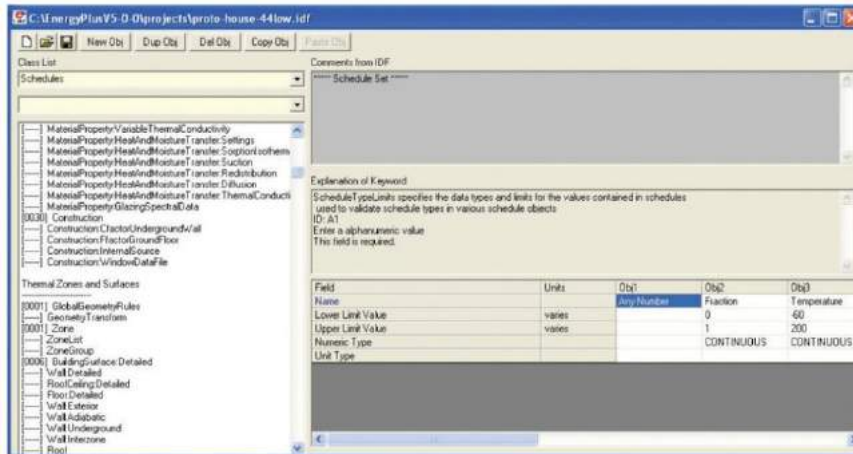 C:\EnergyPlusV5-0-0\projects\proto-house-44low.idf
New Obj Dup Obj Del Obj Copy Obj Paste Obj
Class List
Schedules
[-----] MaterialProperty:VariableThermalConductivity
[-----] MaterialProperty:HeatAndMoistureTransfer:Settings
[-----] MaterialProperty:HeatAndMoistureTransfer:SorptionIsotherm
[-----] MaterialProperty:HeatAndMoistureTransfer:Suction
[-----] MaterialProperty:HeatAndMoistureTransfer:Redistribution
[-----] MaterialProperty:HeatAndMoistureTransfer:Diffusion
[-----] MaterialProperty:HeatAndMoistureTransfer:ThermalConducti
[-----] MaterialProperty:GlazingSpectralData
[0030] Construction
[-----] Construction:CfactorUndergroundWall
[-----] Construction:FfactorGroundFloor
[-----] Construction:InternalSource
[-----] Construction:WindowDataFile
Thermal Zones and Surfaces
--------------------
[0001] GlobalGeometryRules
[-----] GeometryTransform
[0001] Zone
[-----] ZoneList
[-----] ZoneGroup
[0006] BuildingSurface:Detailed
[-----] Wall:Detailed
[-----] RoofCeiling:Detailed
[-----] Floor:Detailed
[-----] Wall:Exterior
[-----] Wall:Adiabatic
[-----] Wall:Underground
[-----] Wall:Interzone
[-----] Roof
Comments from IDF
***** Schedule Set *****
Explanation of Keyword
ScheduleTypeLimits specifies the data types and limits for the values contained in schedules
used to validate schedule types in various schedule objects
ID: A1
Enter a alphanumeric value
This field is required.
Field Units Obj1 Obj2 Obj3
Name Any Number Fraction Temperature
Lower Limit Value varies 0 -60
Upper Limit Value varies 1 200
Numeric Type CONTINUOUS CONTINUOUS
Unit Type